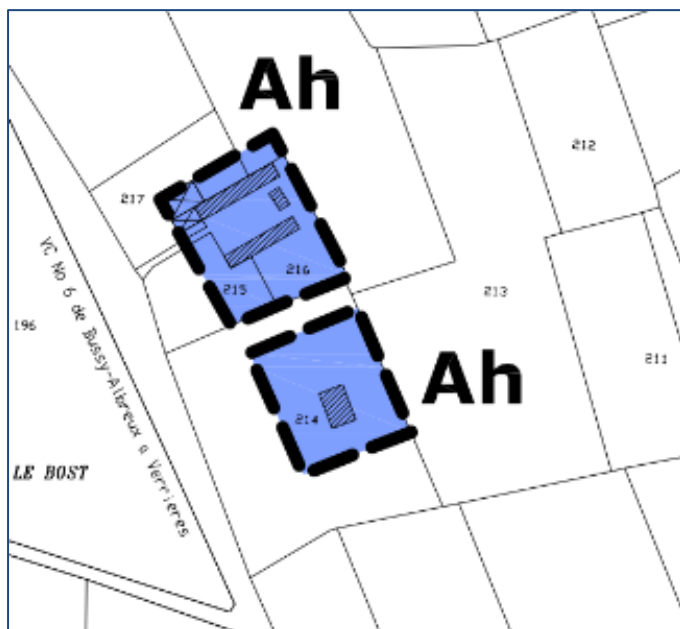 Ah
212
217
216
215
213
196
VC No 6 de Bussy-Albieux a Verrieres
211
Ah
214
LE BOST